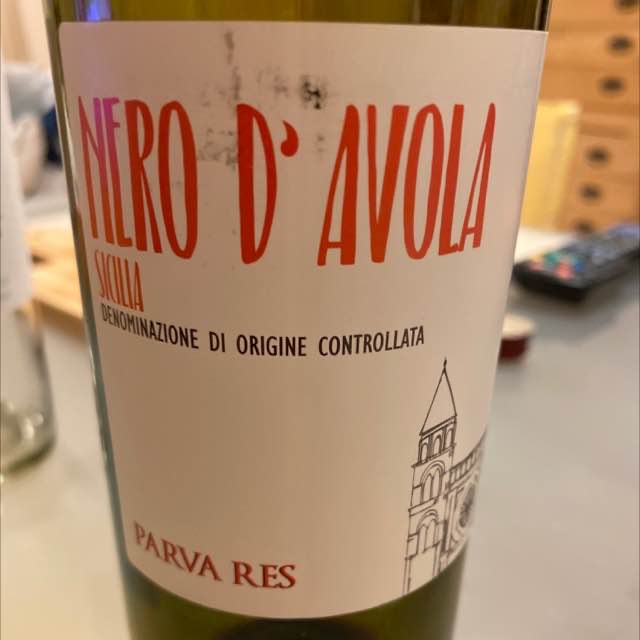 NERO D' AVOLA
SICILIA
DENOMINAZIONE DI ORIGINE CONTROLLATA
PARVA RES